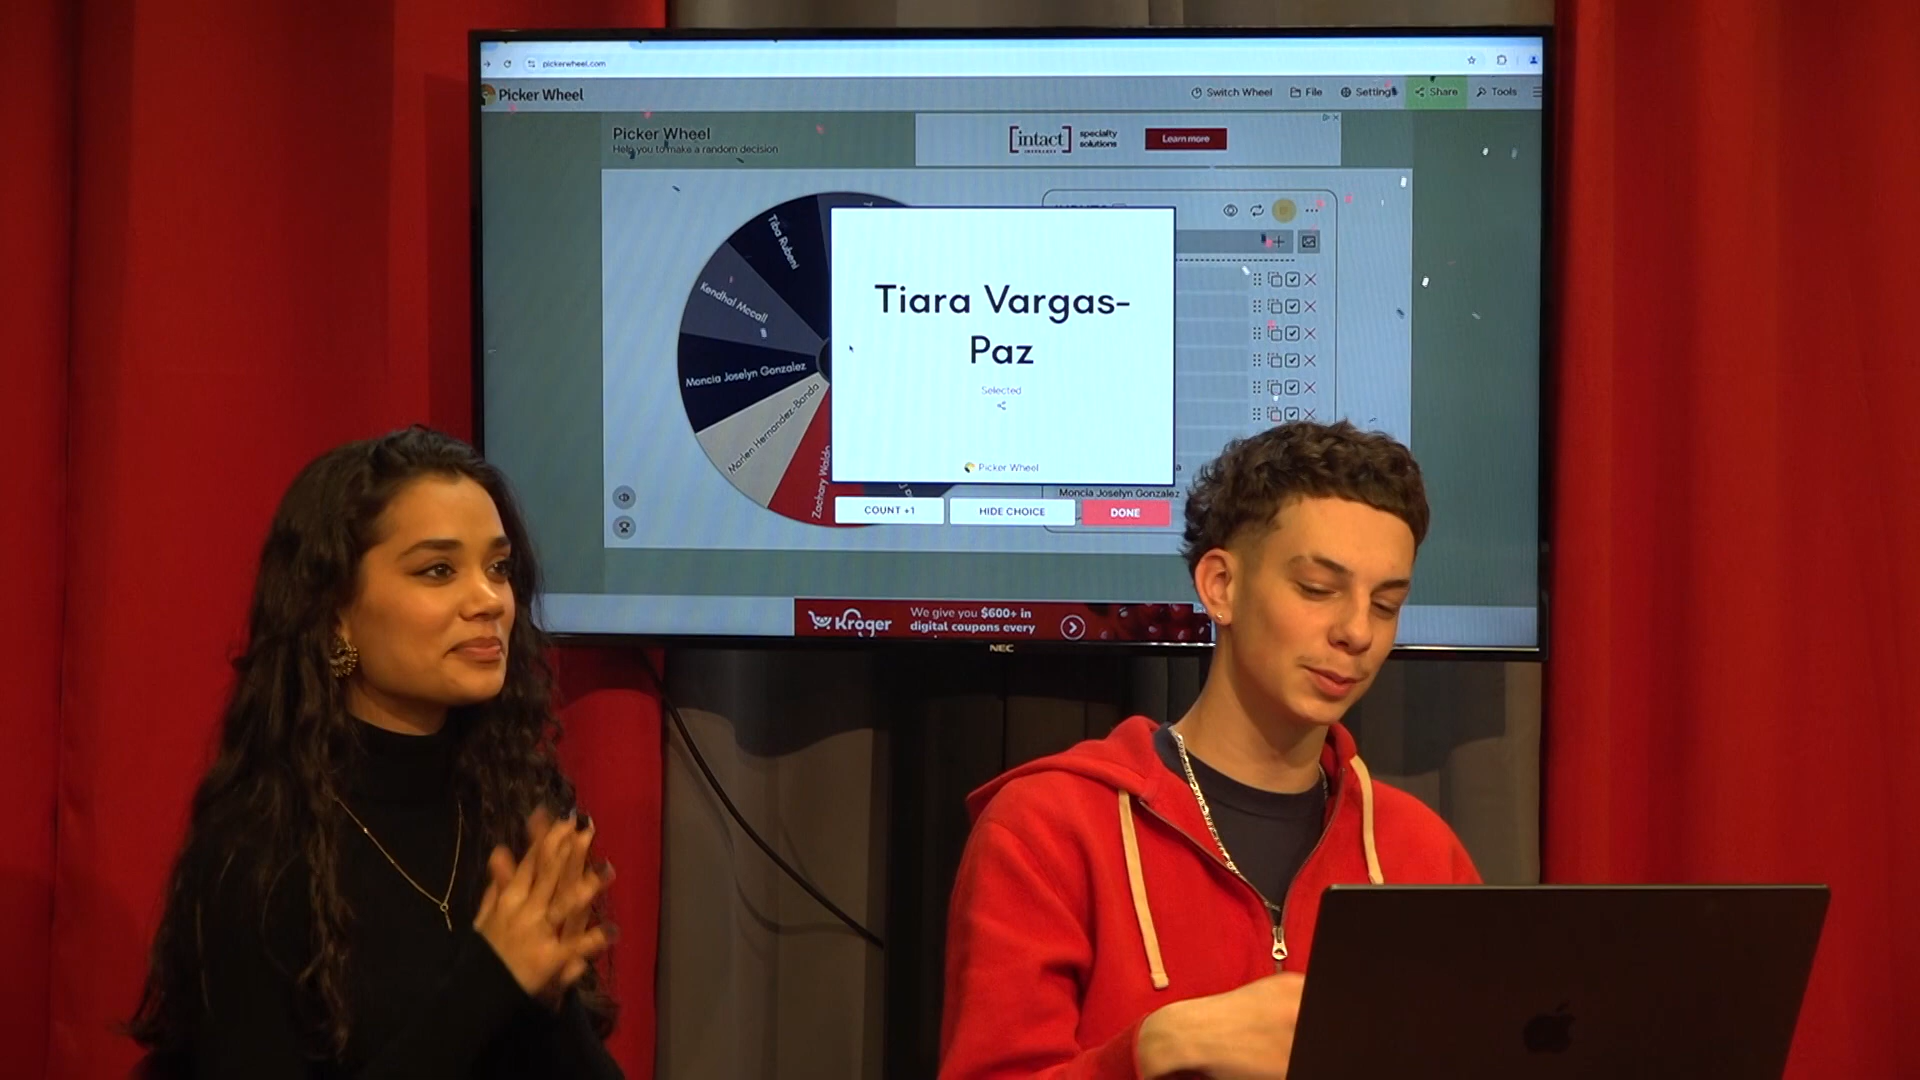 pickerwheel.com
Picker Wheel
Switch Wheel
File
Settings
Share
Tools
Picker Wheel
Help you to make a random decision
[intact]
INSURANCE
specialty
solutions
Learn more
Tiba Rubeni
Kendhal Mccall
Moncia Joselyn Gonzalez
Marlen Hernandez-Banda
Zachary Waldo
Tiara Vargas-
Paz
Selected
Picker Wheel
Moncia Joselyn Gonzalez
COUNT +1
HIDE CHOICE
DONE
Kroger
We give you $600+ in
digital coupons every
NEC